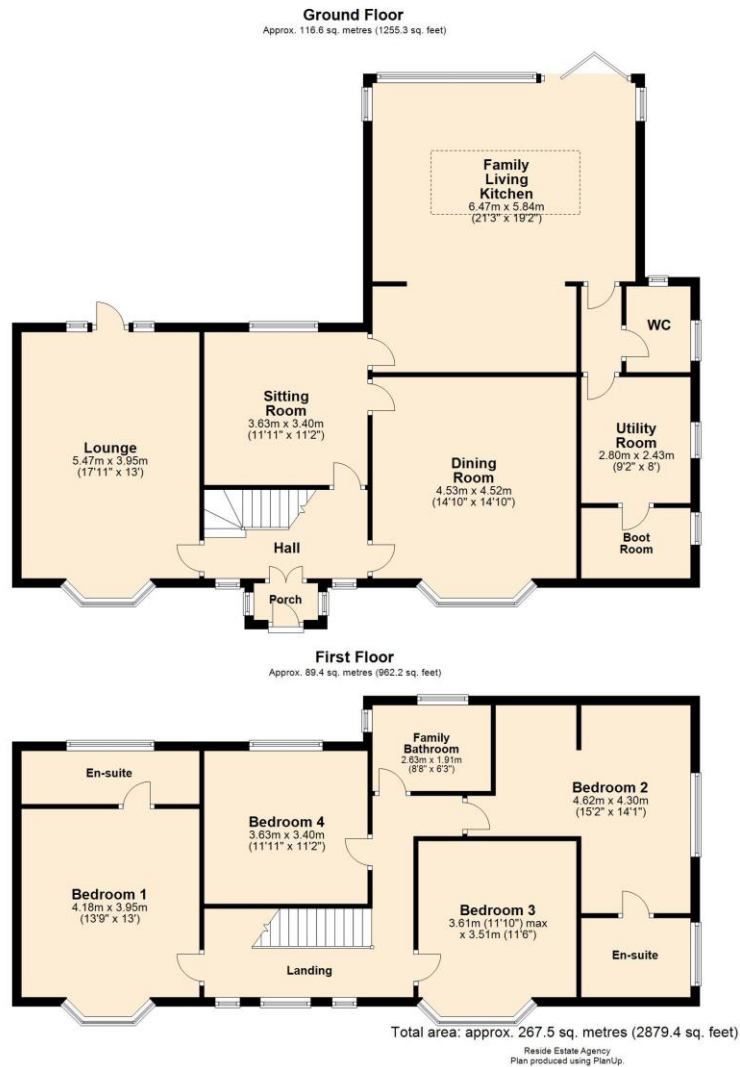 Ground Floor
Approx. 116.6 sq. metres (1255.3 sq. feet)
Family
Living
Kitchen
6.47m x 5.84m
(21'3" x 19'2")
WC
Sitting
Room
3.63m x 3.40m
(11'11" x 11'2")
Lounge
5.47m x 3.95m
(17'11" x 13')
Dining
Room
4.53m x 4.52m
(14'10" x 14'10")
Utility
Room
2.80m x 2.43m
(9'2" x 8')
Boot
Room
Hall
Porch
First Floor
Approx. 89.4 sq. metres (962.2 sq. feet)
Family
Bathroom
2.63m x 1.91m
(8'8" x 6'3")
En-suite
Bedroom 2
4.62m x 4.30m
(15'2" x 14'1")
Bedroom 4
3.63m x 3.40m
(11'11" x 11'2")
Bedroom 1
4.18m x 3.95m
(13'9" x 13')
Bedroom 3
3.61m (11'10") max
x 3.51m (11'6")
En-suite
Landing
Total area: approx. 267.5 sq. metres (2879.4 sq. feet)
Reside Estate Agency
Plan produced using PlanUp.